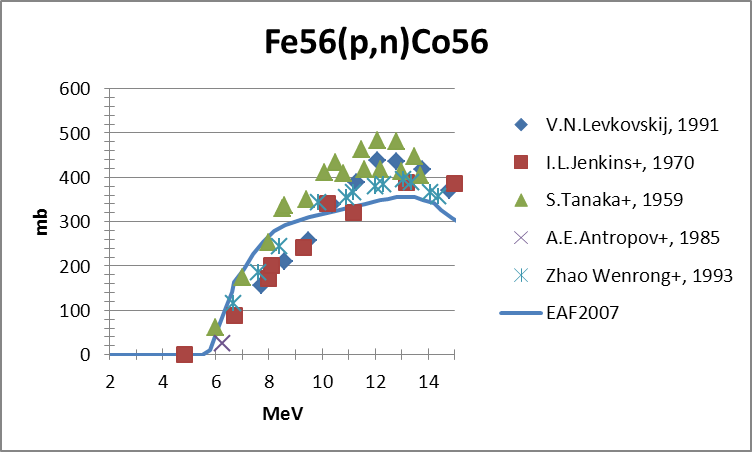 Fe56(p,n)Co56
600
500
400
300
200
100
0
mb
2
4
6
8
10
12
14
MeV
V.N.Levkovskij, 1991
I.L.Jenkins+, 1970
S.Tanaka+, 1959
A.E.Antropov+, 1985
Zhao Wenrong+, 1993
EAF2007